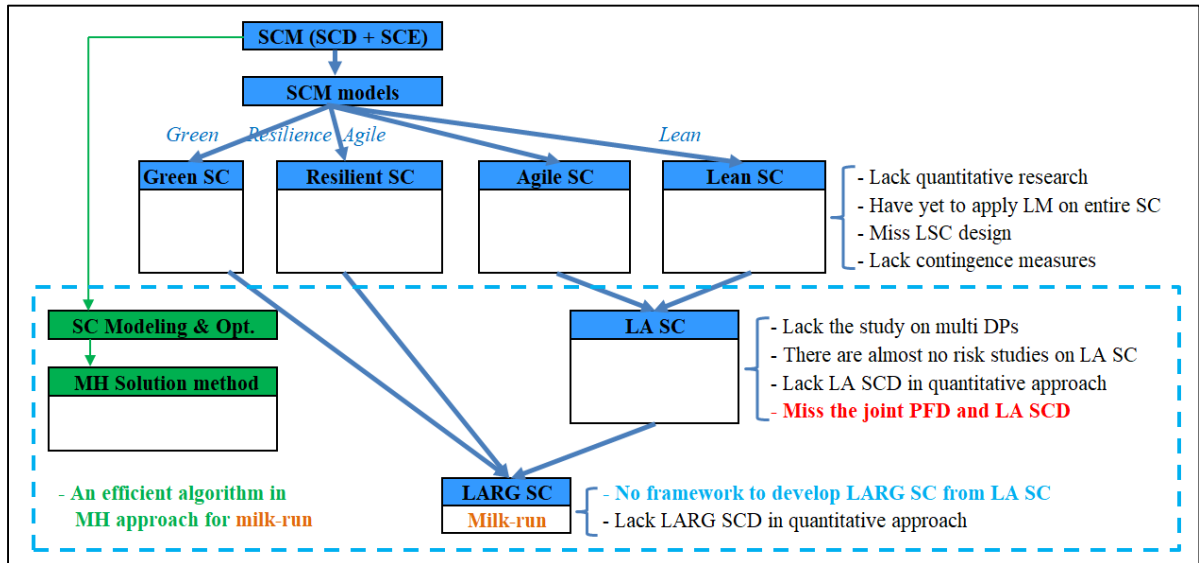 SCM (SCD + SCE)
SCM models
Green
Resilience
Agile
Lean
Green SC
Resilient SC
Agile SC
Lean SC
- Lack quantitative research
- Have yet to apply LM on entire SC
- Miss LSC design
- Lack contingence measures
SC Modeling & Opt.
MH Solution method
LA SC
- Lack the study on multi DPs
- There are almost no risk studies on LA SC
- Lack LA SCD in quantitative approach
- Miss the joint PFD and LA SCD
- An efficient algorithm in
MH approach for milk-run
LARG SC
Milk-run
- No framework to develop LARG SC from LA SC
- Lack LARG SCD in quantitative approach